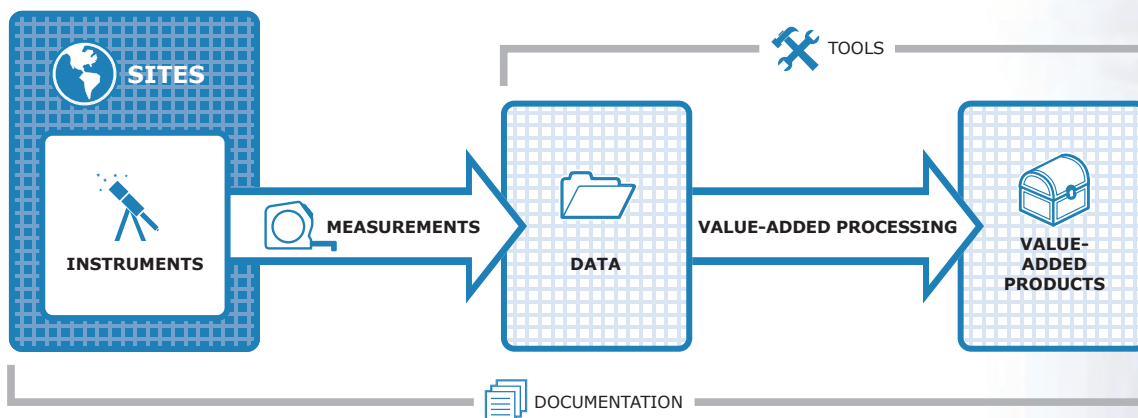 TOOLS
SITES
INSTRUMENTS
MEASUREMENTS
DATA
VALUE-ADDED PROCESSING
VALUE-
ADDED
PRODUCTS
DOCUMENTATION